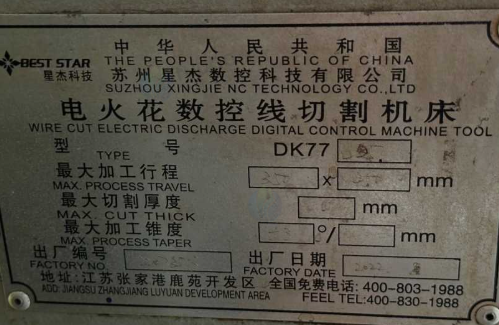 中华人民共和国
THE PEOPLE'S REPUBLIC OF CHINA
BEST STAR
星杰科技
苏州星杰数控科技有限公司
SUZHOU XINGJIE NC TECHNOLOGY CO.,LTD
电火花数控线切割机床
WIRE CUT ELECTRIC DISCHARGE DIGITAL CONTROL MACHINE TOOL
型 号 DK77
TYPE
最大加工行程 x mm
MAX. PROCESS TRAVEL
最大切割厚度 mm
MAX. CUT THICK
最大加工锥度 °/ mm
MAX. PROCESS TAPER
出厂编号 出厂日期
FACTORY NO. FACTORY DATE
地址:江苏张家港鹿苑开发区 全国免费电话:400-803-1988
ADD: JIANGSU ZHANGJIANG LUYUAN DEVELOPMENT AREA FEEL TEL:400-830-1988